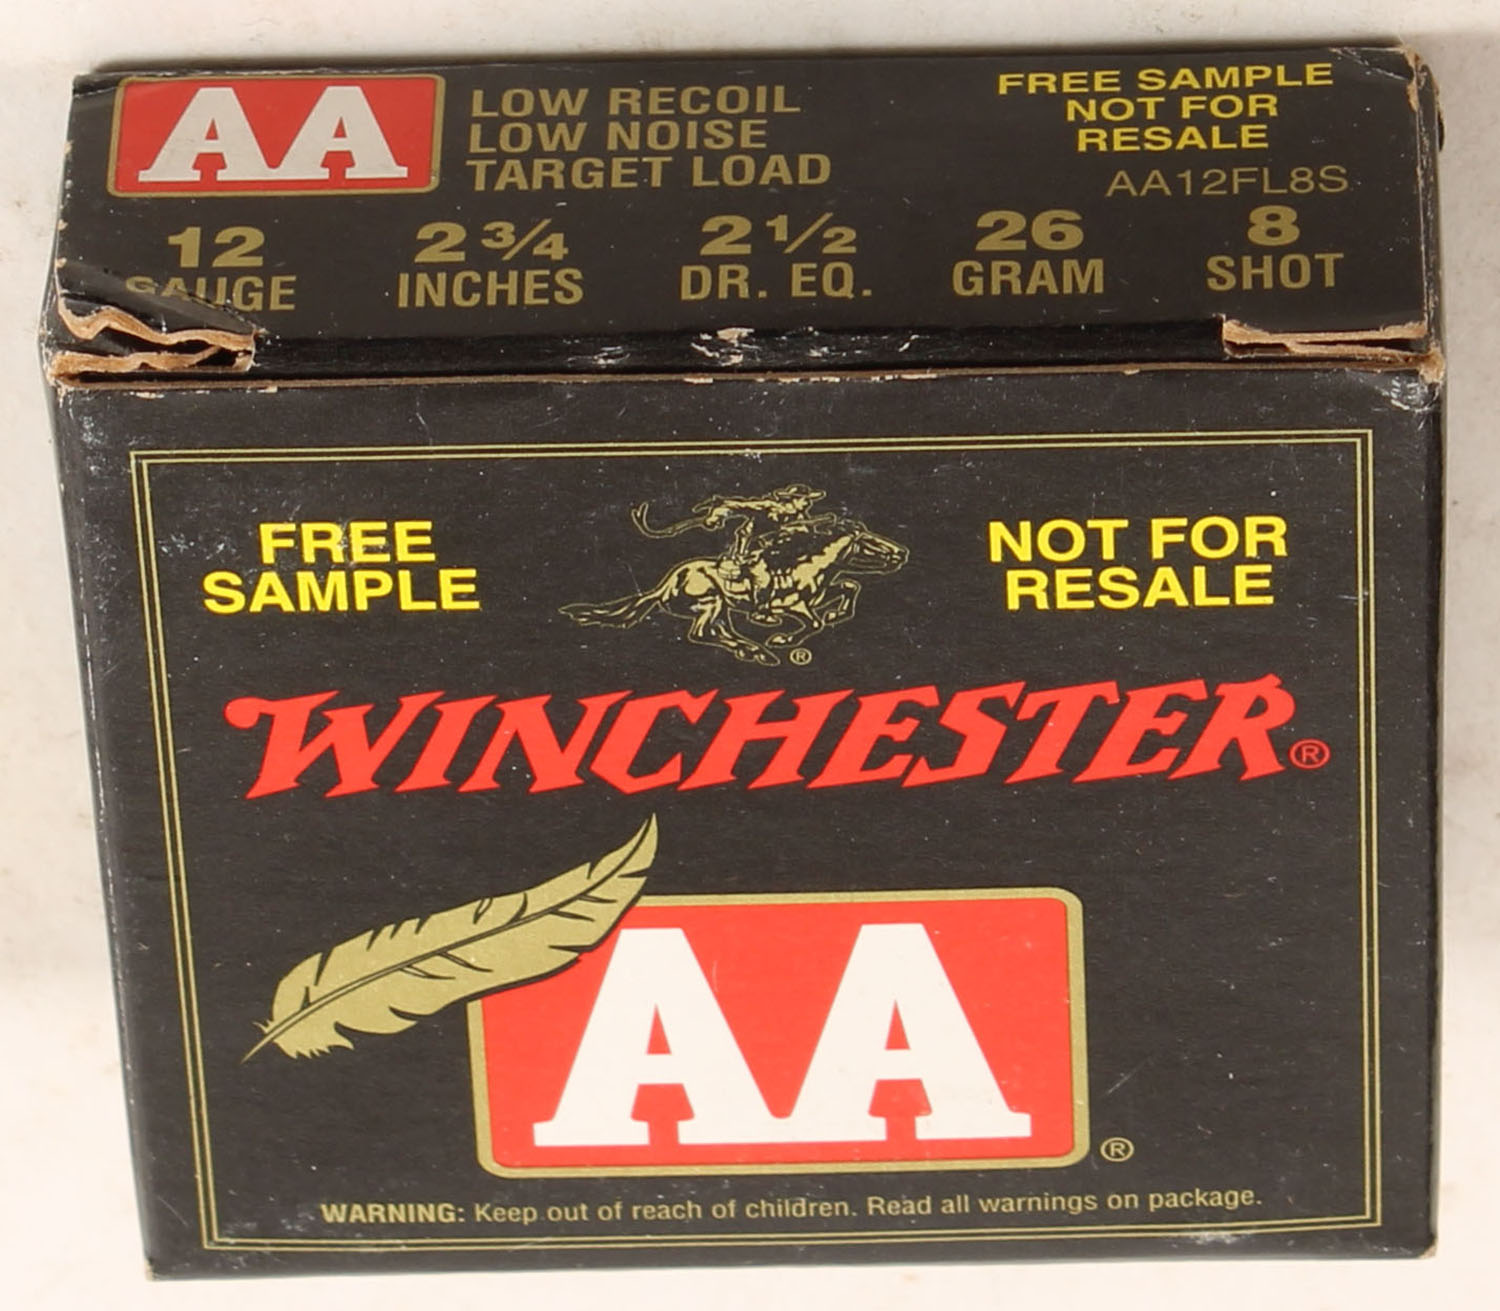 AA
LOW RECOIL
LOW NOISE
TARGET LOAD
FREE SAMPLE
NOT FOR
RESALE
AA12FL8S
12 2 3/4 2 1/2 26 8
GAUGE INCHES DR. EQ. GRAM SHOT
FREE
SAMPLE
NOT FOR
RESALE
®
WINCHESTER®
AA®
WARNING: Keep out of reach of children. Read all warnings on package.